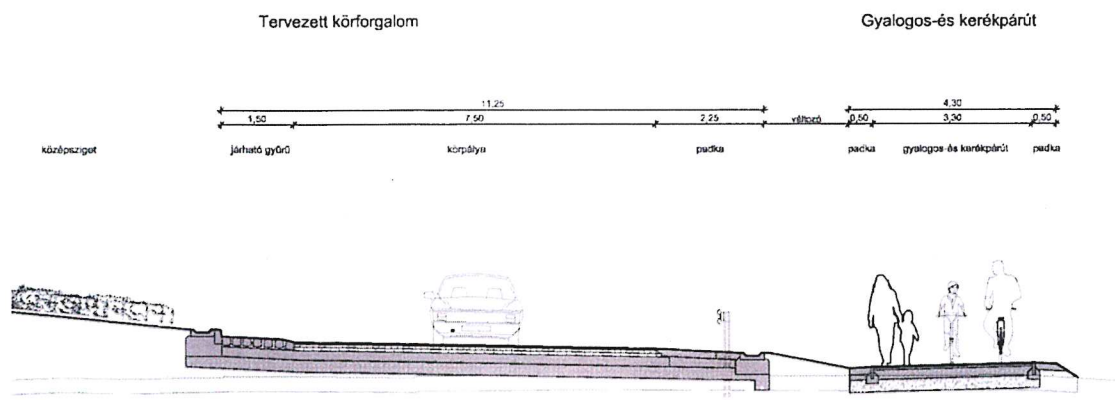 Tervezett körforgalom
Gyalogos-és kerékpárút
11,25
4,30
1,50
7,50
2,25
változó
0,50
3,30
0,50
középsziget
járható gyűrű
körpálya
padka
padka
gyalogos-és kerékpárút
padka